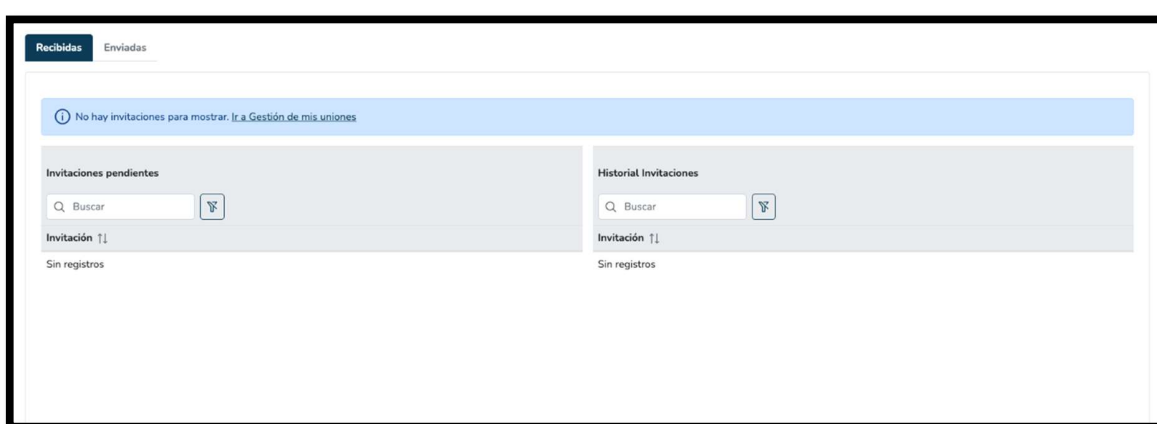 Recibidas
Enviadas
No hay invitaciones para mostrar. Ir a Gestión de mis uniones
Invitaciones pendientes
Buscar
Invitación
Sin registros
Historial Invitaciones
Buscar
Invitación
Sin registros